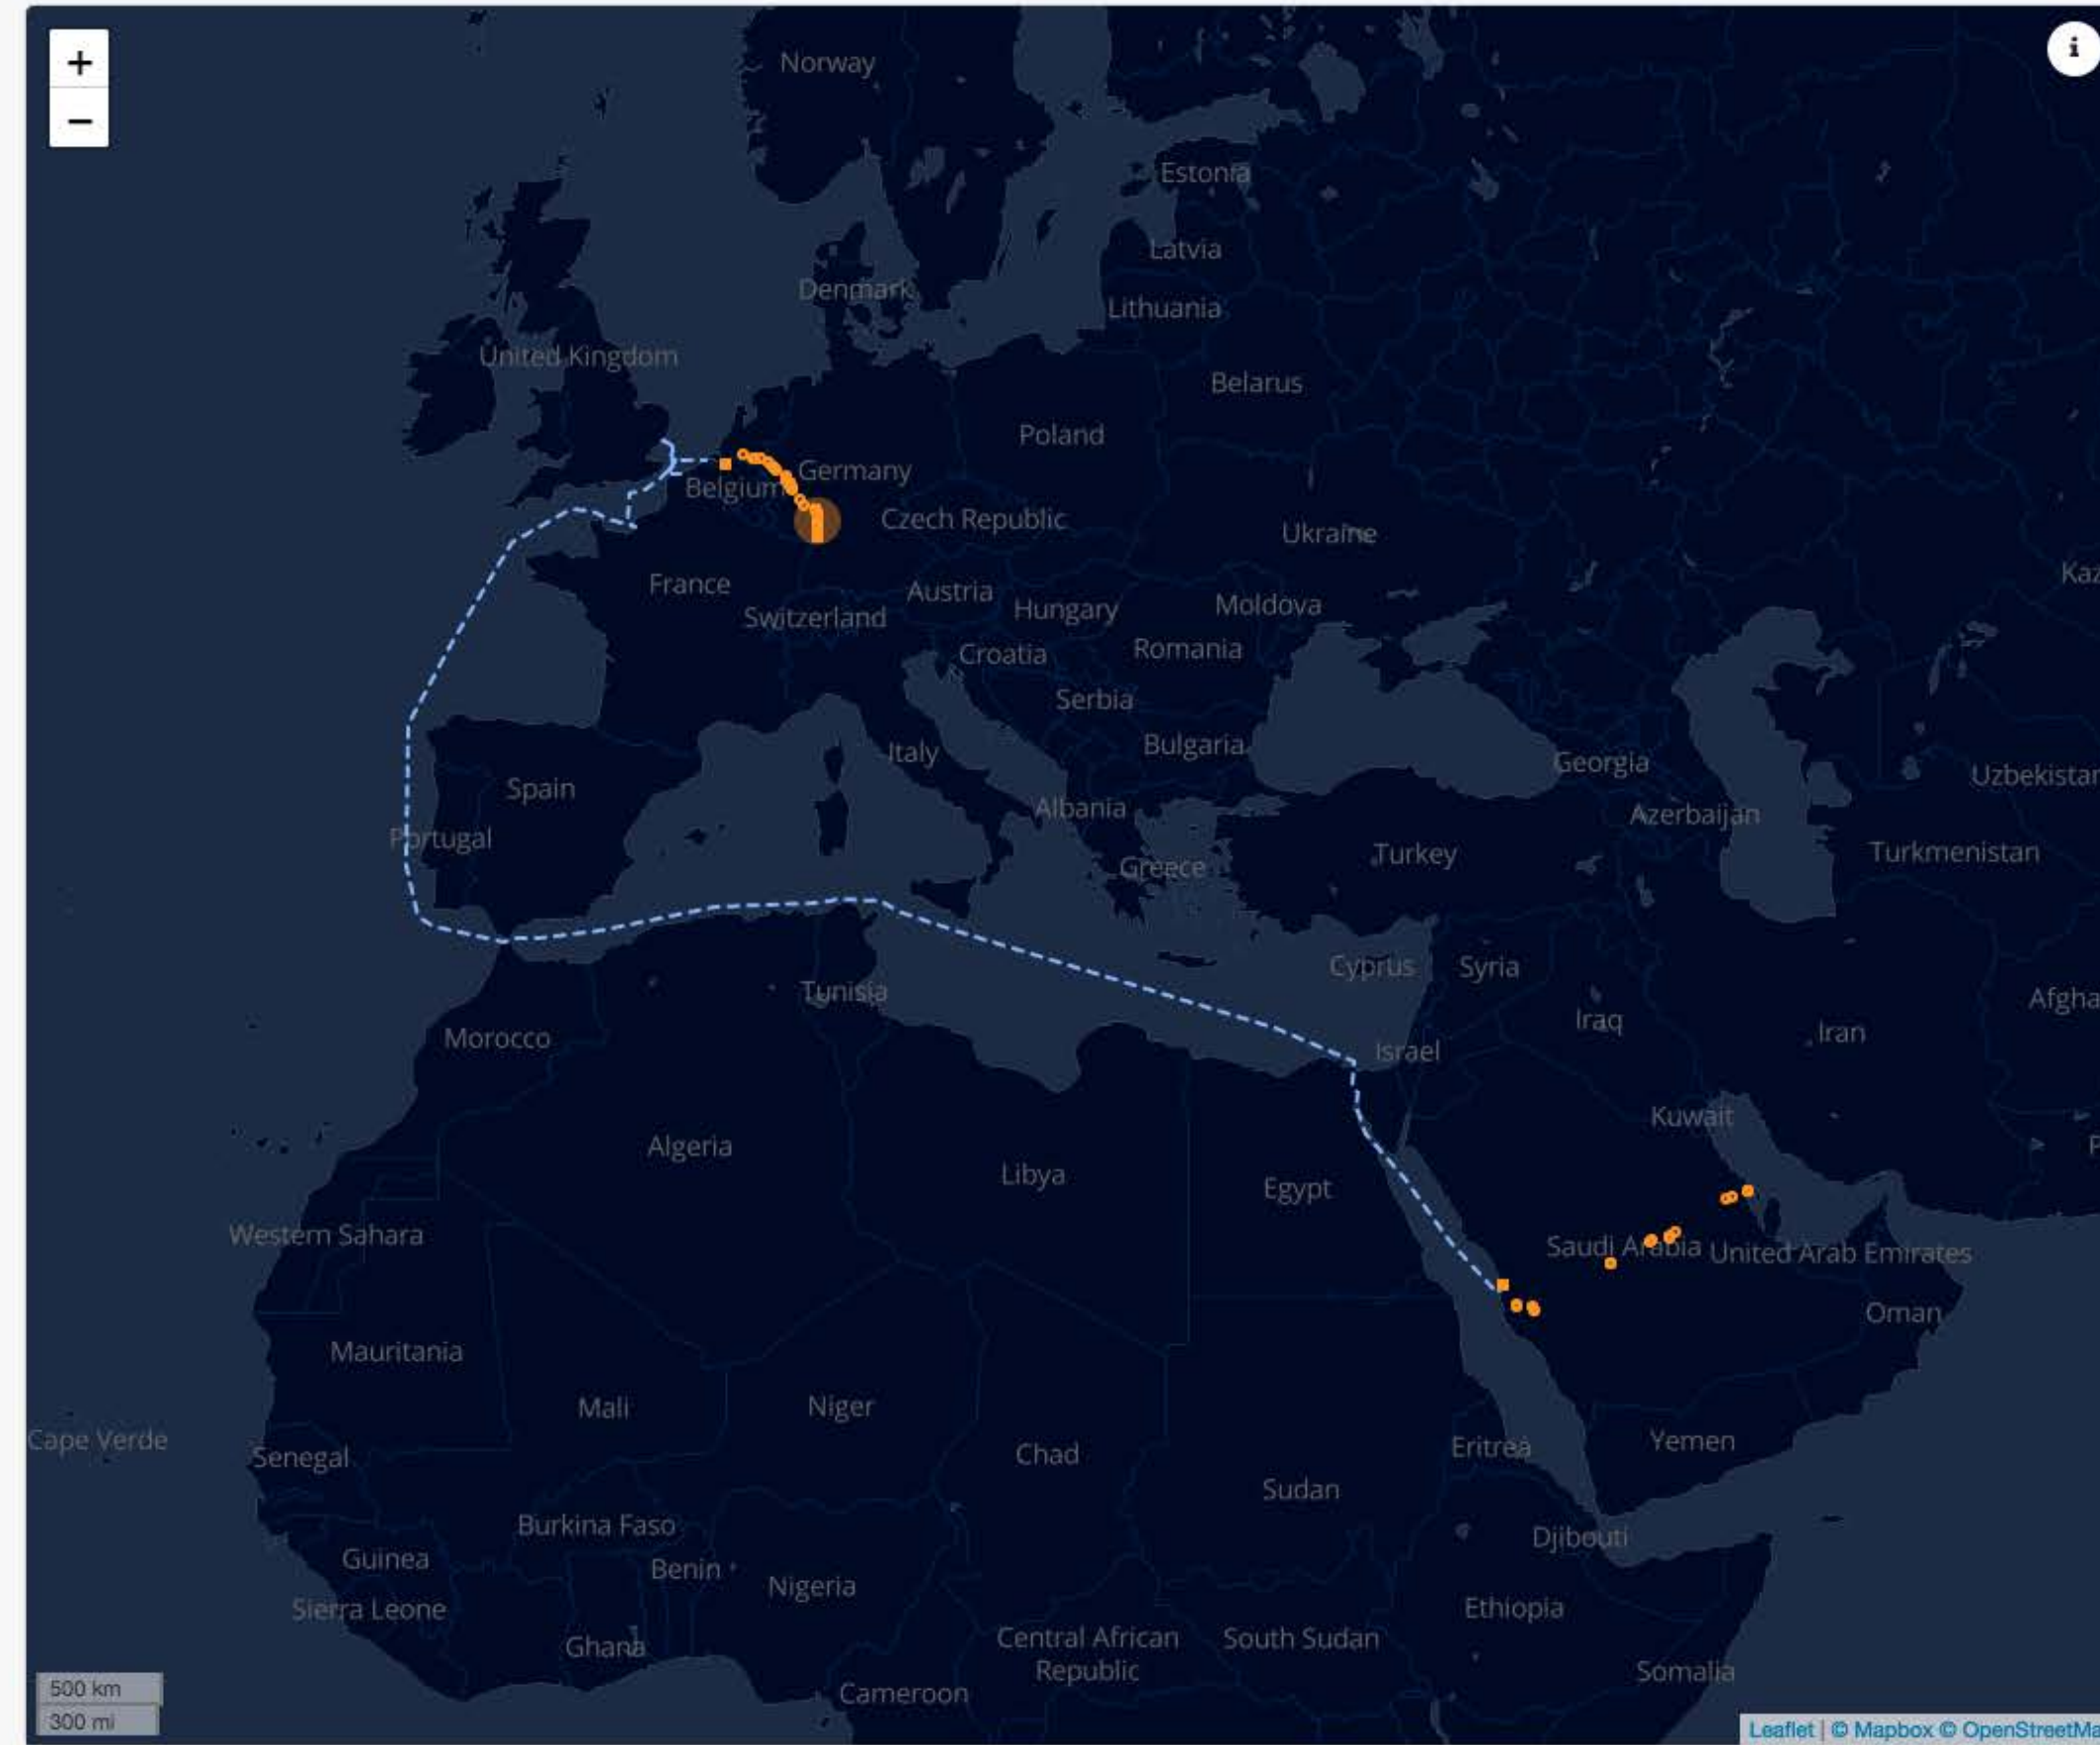 +
i
−
Norway
Estonia
Latvia
Denmark
Lithuania
United Kingdom
Belarus
Poland
Germany
Belgium
Czech Republic
Ukraine
Kaz
France
Austria
Moldova
Hungary
Switzerland
Romania
Croatia
Serbia
Bulgaria
Italy
Georgia
Uzbekistan
Spain
Albania
Azerbaijan
Portugal
Turkmenistan
Turkey
Greece
Cyprus
Syria
Tunisia
Afgha
Iraq
Iran
Morocco
Israel
Kuwait
P
Algeria
Libya
Egypt
Western Sahara
Saudi Arabia
United Arab Emirates
Oman
Mauritania
Mali
Niger
Cape Verde
Yemen
Eritrea
Chad
Senegal
Sudan
Burkina Faso
Djibouti
Guinea
Benin
Nigeria
Sierra Leone
Ethiopia
Central African
Republic
South Sudan
Ghana
Somalia
500 km
Cameroon
300 mi
Leaflet | © Mapbox © OpenStreetMa